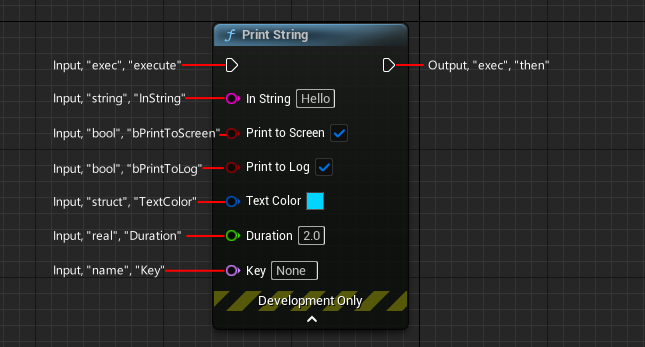 Print String
Input, "exec", "execute"
Output, "exec", "then"
Input, "string", "InString"
In String Hello
Input, "bool", "bPrintToScreen"
Print to Screen
Input, "bool", "bPrintToLog"
Print to Log
Input, "struct", "TextColor"
Text Color
Input, "real", "Duration"
Duration 2.0
Input, "name", "Key"
Key None
Development Only